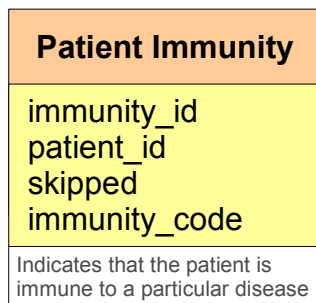 Patient Immunity
immunity_id
patient_id
skipped
immunity_code
Indicates that the patient is
immune to a particular disease